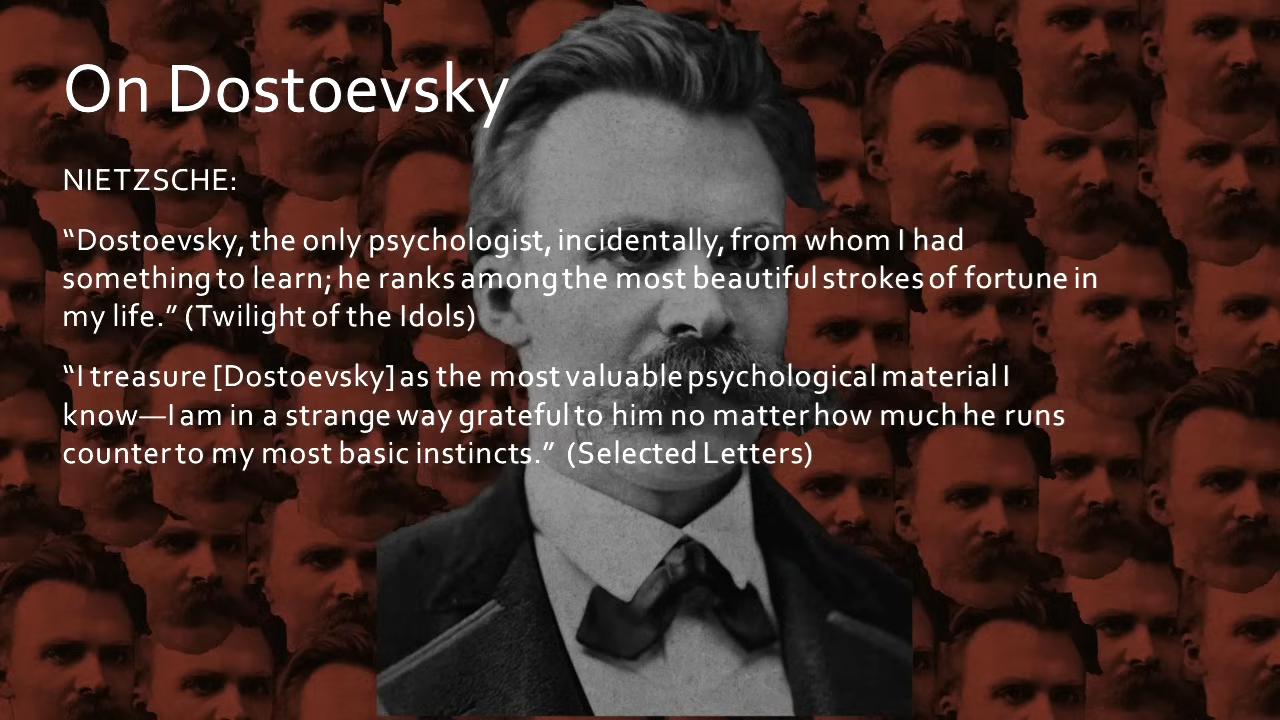 On Dostoevsky
NIETZSCHE:
“Dostoevsky, the only psychologist, incidentally, from whom I had
something to learn; he ranks among the most beautiful strokes of fortune in
my life.” (Twilight of the Idols)
“I treasure [Dostoevsky] as the most valuable psychological material I
know—I am in a strange way grateful to him no matter how much he runs
counter to my most basic instincts.” (Selected Letters)